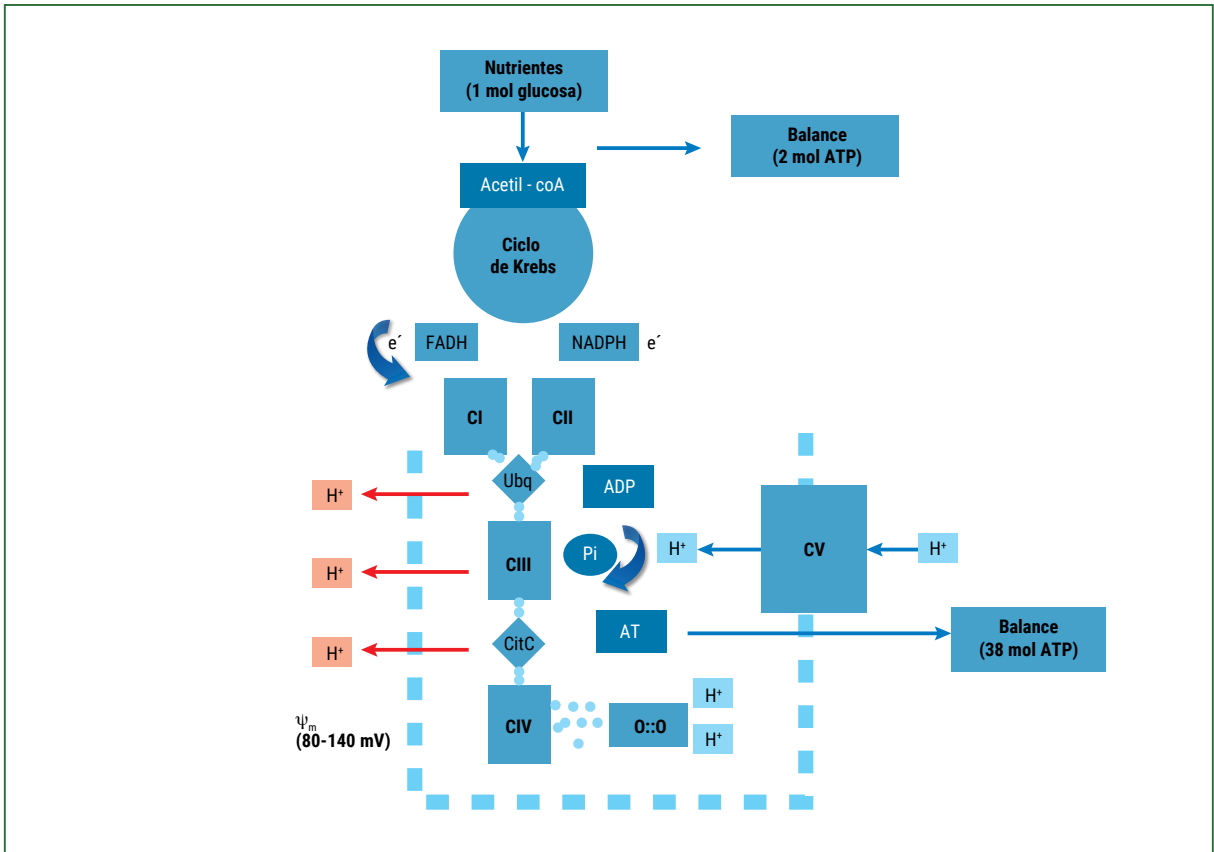 Nutrientes
(1 mol glucosa)
Balance
(2 mol ATP)
Acetil - coA
Ciclo
de Krebs
e´ FADH
NADPH e´
CI
CII
Ubq
ADP
H⁺
CIII
Pi
H⁺
CV
H⁺
H⁺
CitC
AT
Balance
(38 mol ATP)
H⁺
CIV
O::O
H⁺
H⁺
ψm
(80-140 mV)